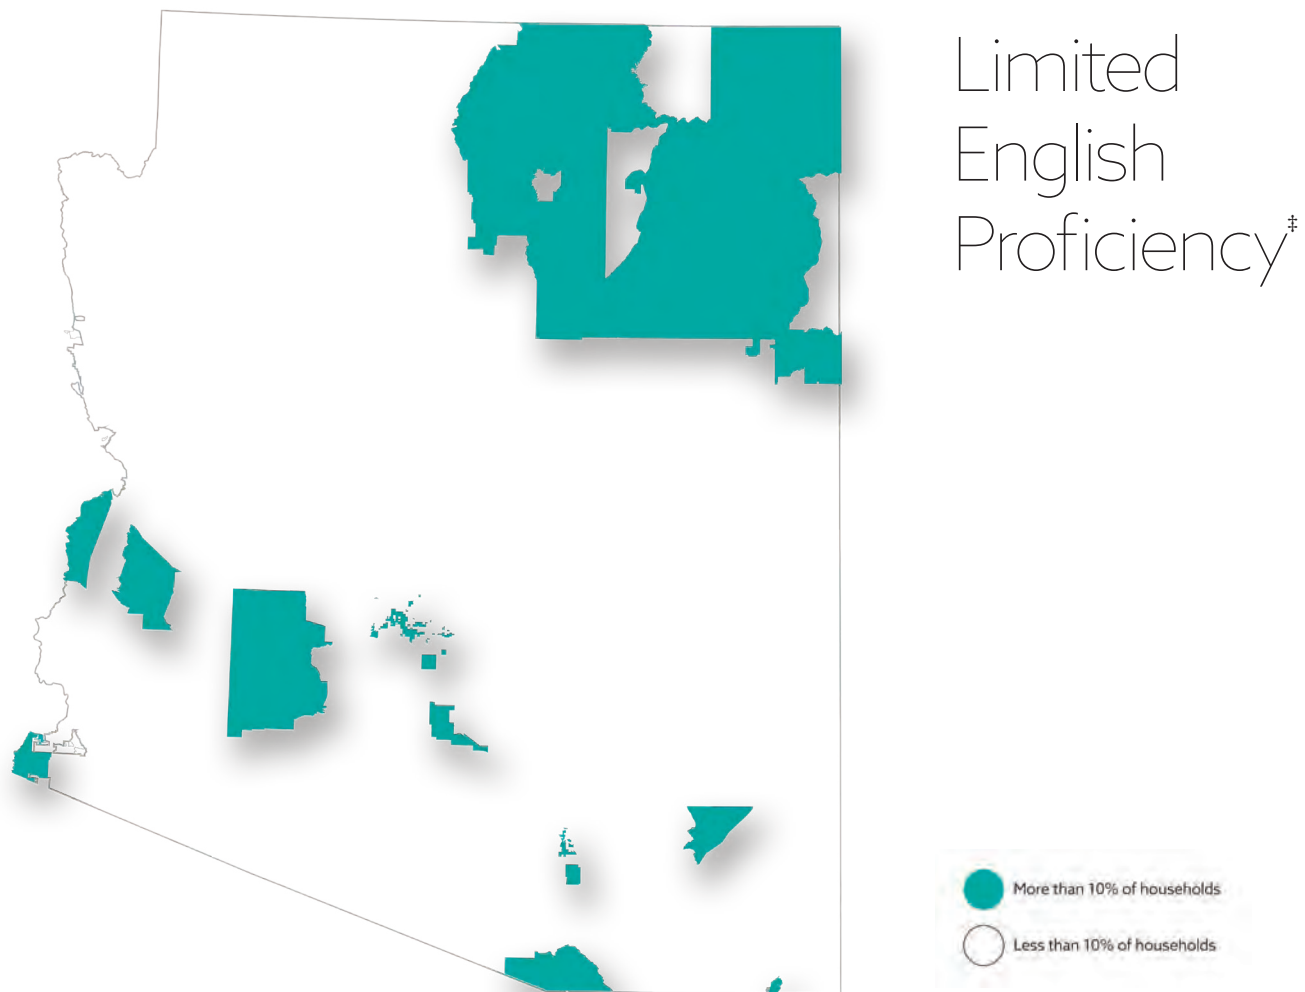 Limited
English
Proficiency‡
More than 10% of households
Less than 10% of households